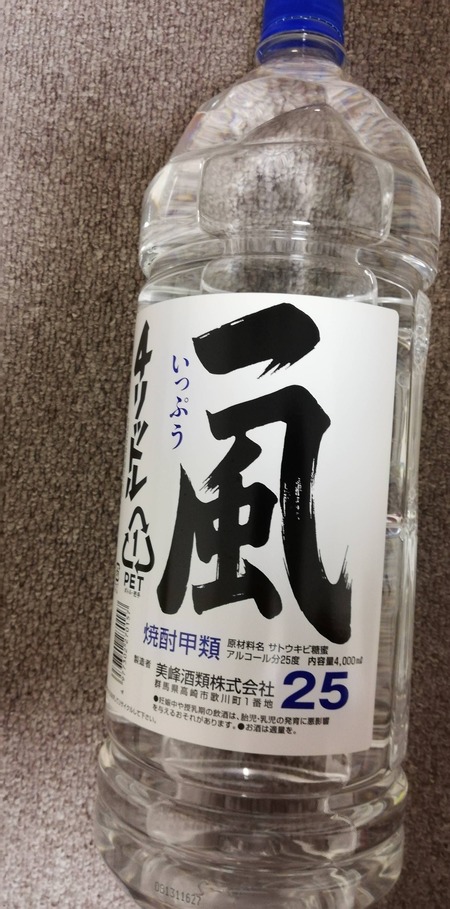 一風
いっぷう
4リットル
1
PET
焼酎甲類
原材料名 サトウキビ糖蜜
アルコール分25度 内容量4,000ml
製造者 美峰酒類株式会社
群馬県高崎市歌川町1番地
25
●妊娠中や授乳期の飲酒は、胎児・乳児の発育に悪影響
を与えるおそれがあります。●お酒は適量を。